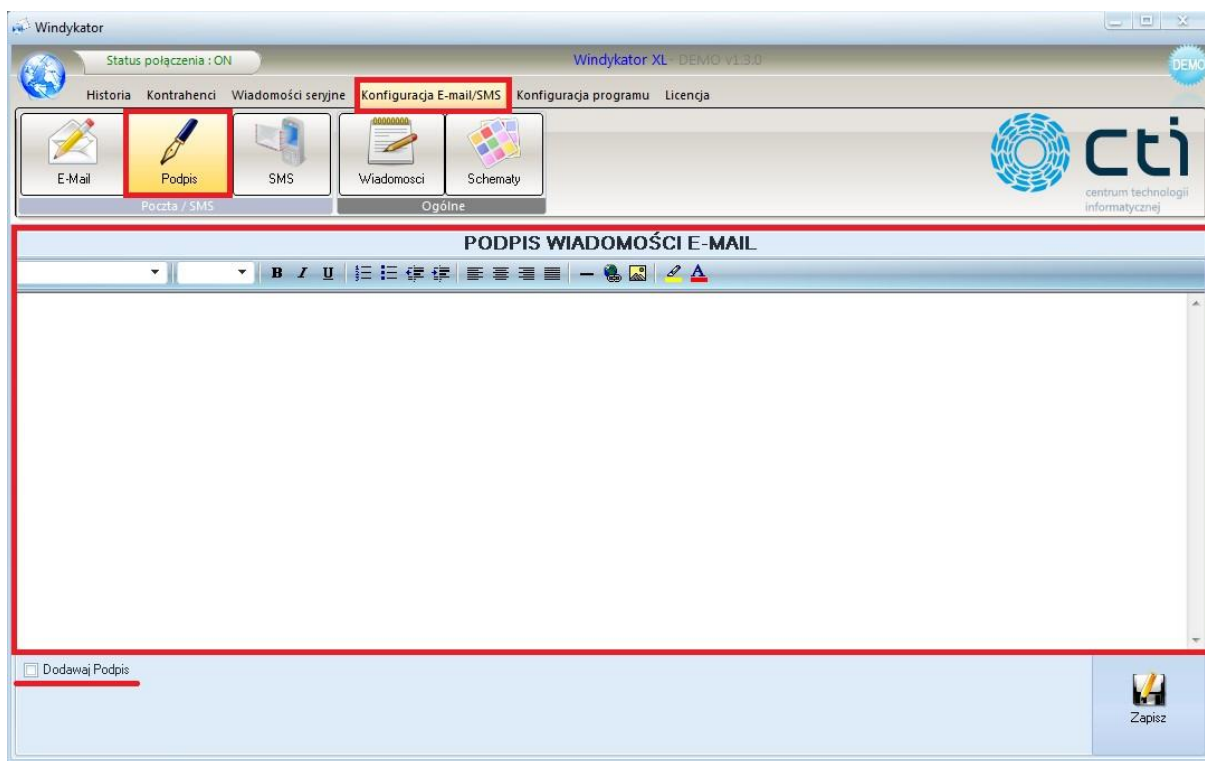 Windykator
Status połączenia : ON
Windykator XL - DEMO v1.3.0
DEMO
Historia Kontrahenci Wiadomości seryjne Konfiguracja E-mail/SMS Konfiguracja programu Licencja
E-Mail Podpis SMS Wiadomosci Schematy
Poczta / SMS Ogólne
cti
centrum technologii
informatycznej
PODPIS WIADOMOŚCI E-MAIL
B I U A
Dodawaj Podpis
Zapisz